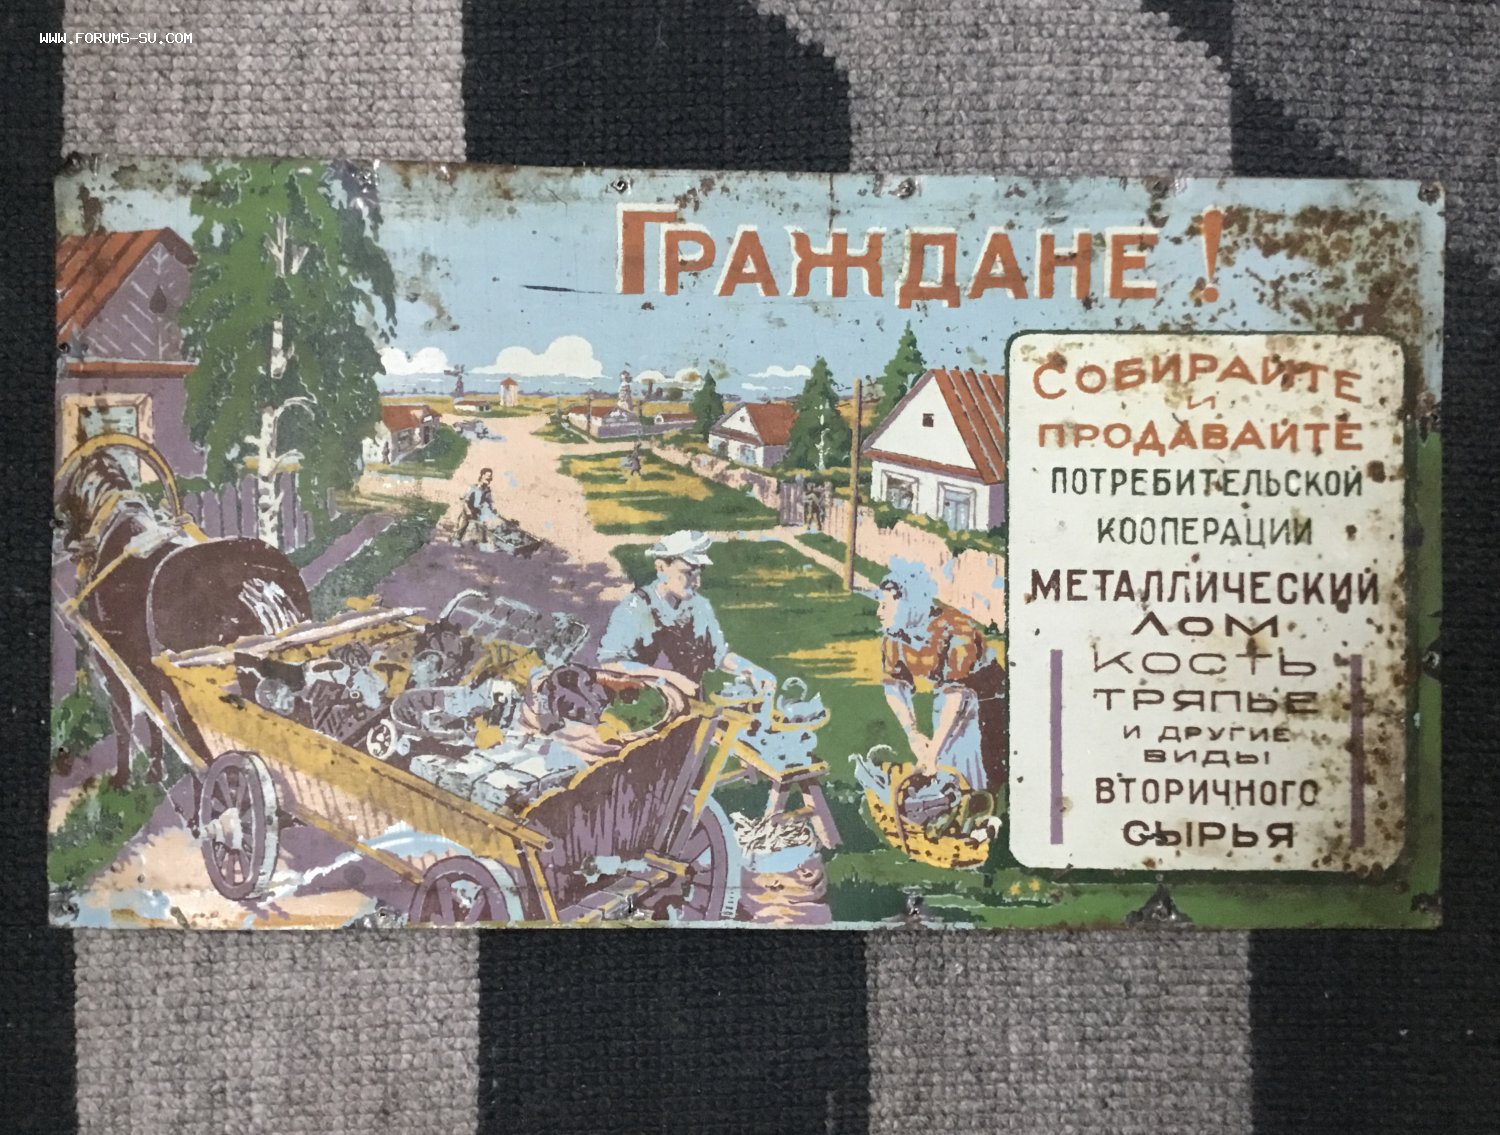 WWW.FORUMS-SU.COM
ГРАЖДАНЕ!
СОБИРАЙТЕ
И
ПРОДАВАЙТЕ
ПОТРЕБИТЕЛЬСКОЙ
КООПЕРАЦИИ
МЕТАЛЛИЧЕСКИЙ
ЛОМ
КОСТЬ
ТРЯПЬЕ
И ДРУГИЕ
ВИДЫ
ВТОРИЧНОГО
СЫРЬЯ